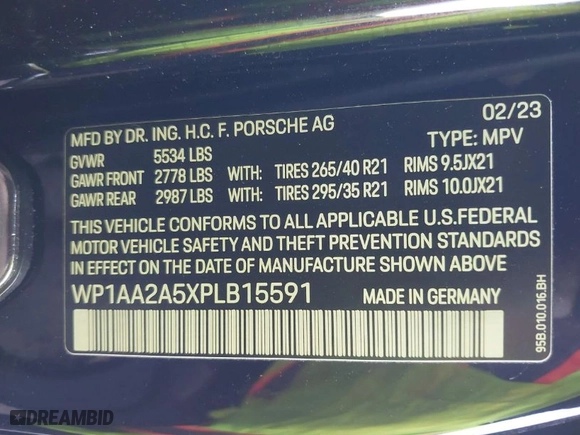 02/23
MFD BY DR. ING. H.C. F. PORSCHE AG TYPE: MPV
GVWR 5534 LBS
GAWR FRONT 2778 LBS WITH: TIRES 265/40 R21 RIMS 9.5JX21
GAWR REAR 2987 LBS WITH: TIRES 295/35 R21 RIMS 10.0JX21
THIS VEHICLE CONFORMS TO ALL APPLICABLE U.S.FEDERAL
MOTOR VEHICLE SAFETY AND THEFT PREVENTION STANDARDS
IN EFFECT ON THE DATE OF MANUFACTURE SHOWN ABOVE
WP1AA2A5XPLB15591 MADE IN GERMANY
95B.010.016.BH
DREAMBID